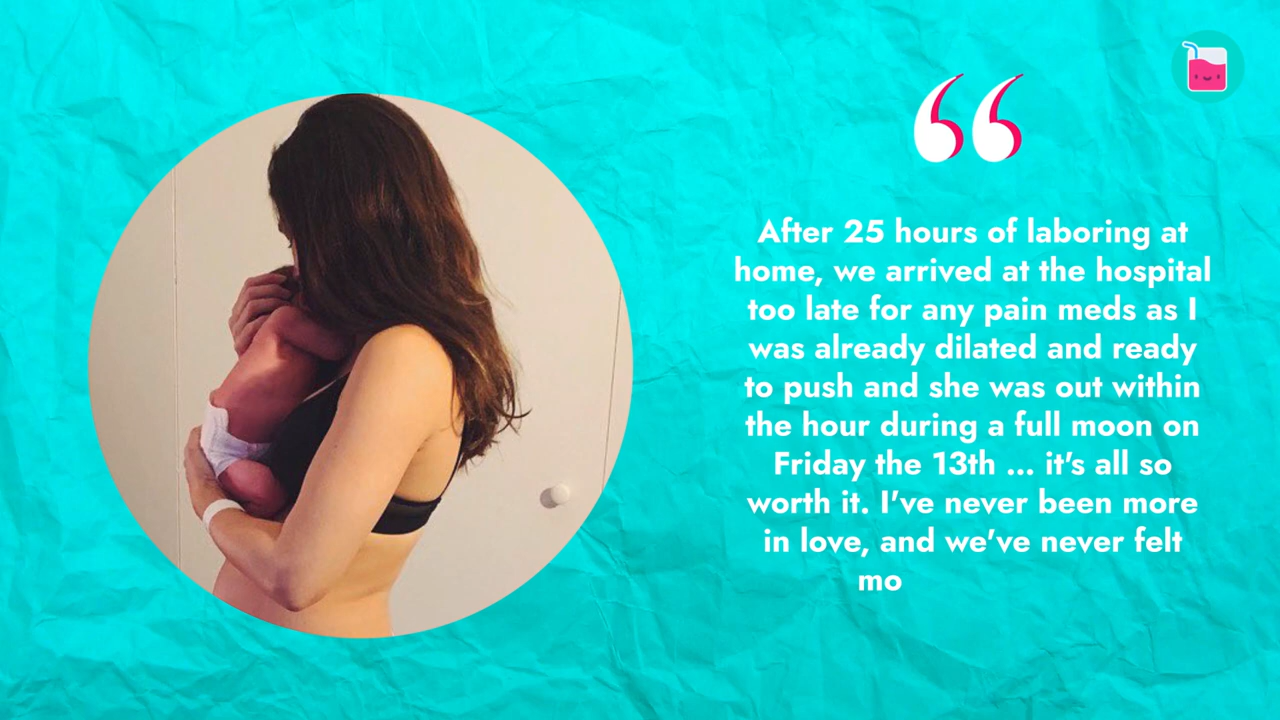 After 25 hours of laboring at
home, we arrived at the hospital
too late for any pain meds as I
was already dilated and ready
to push and she was out within
the hour during a full moon on
Friday the 13th ... it's all so
worth it. I've never been more
in love, and we've never felt
mo